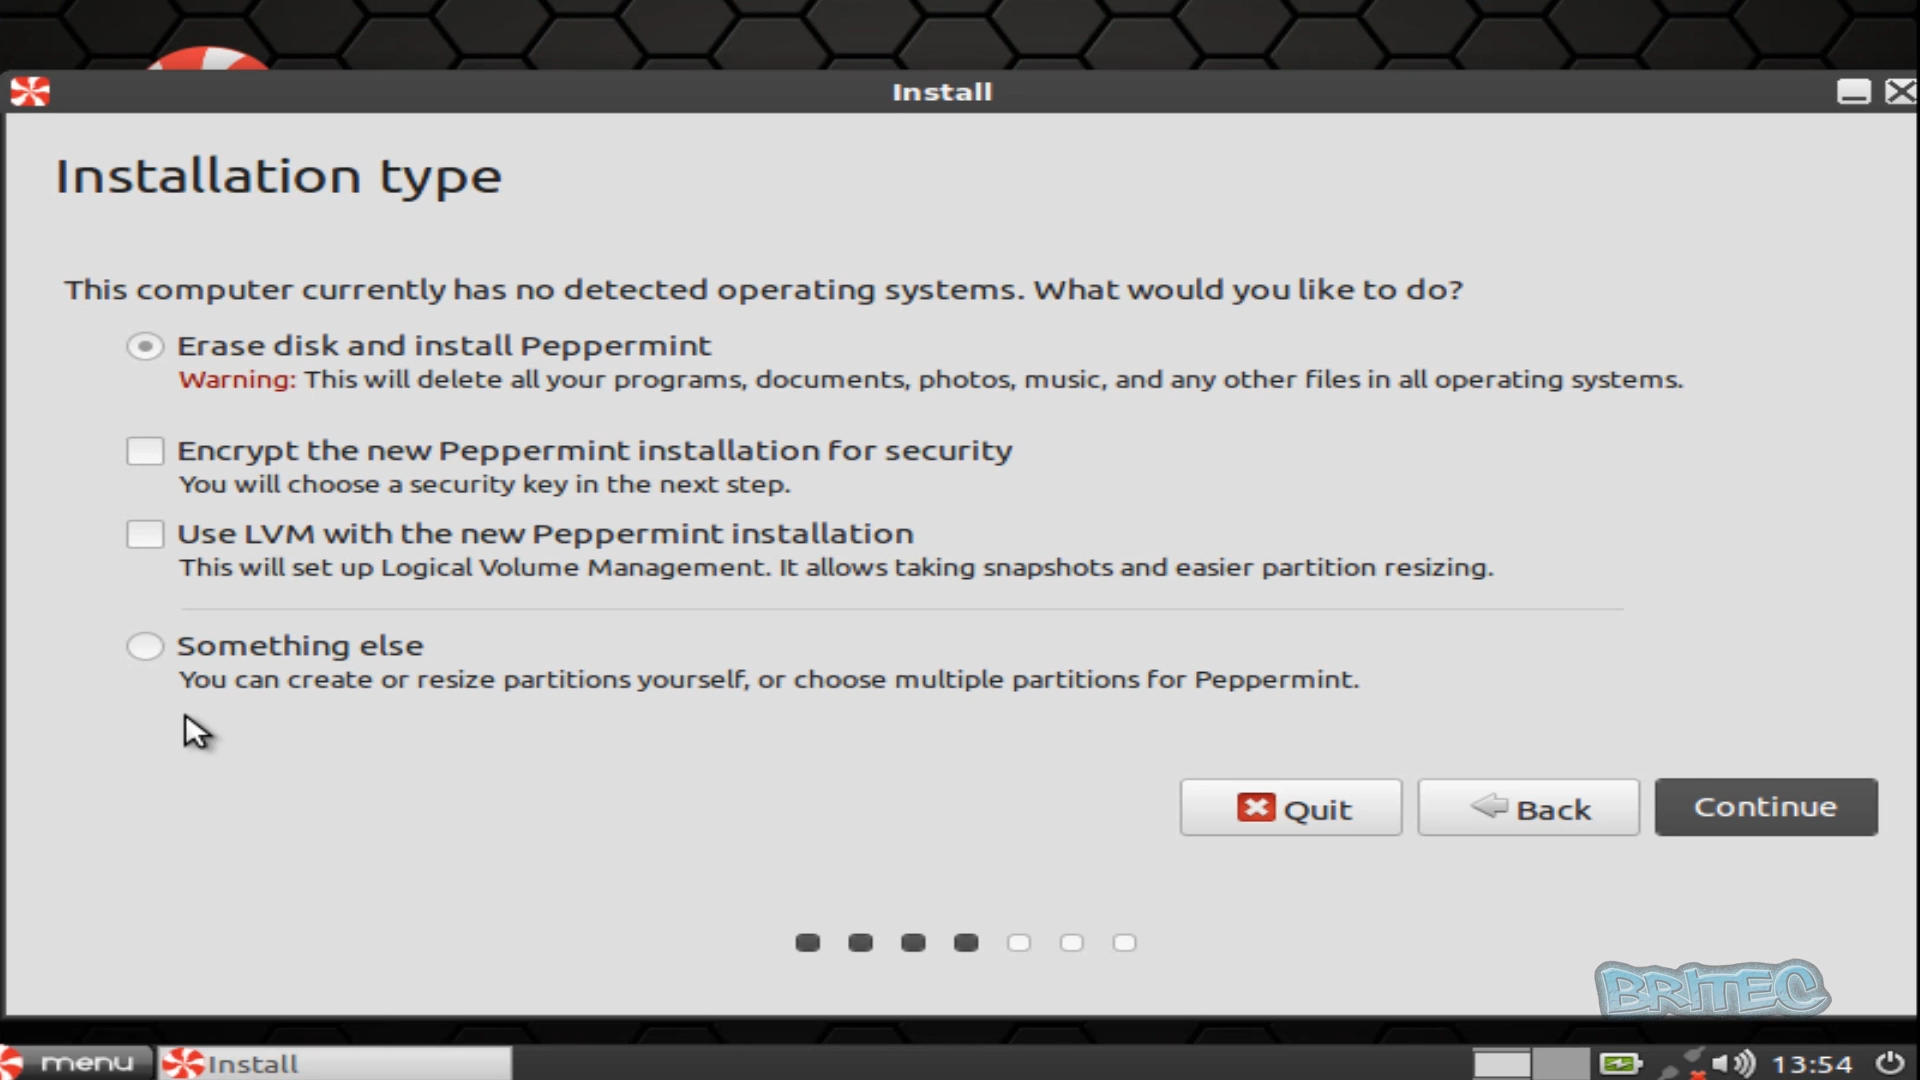 Install
Installation type
This computer currently has no detected operating systems. What would you like to do?
Erase disk and install Peppermint
Warning: This will delete all your programs, documents, photos, music, and any other files in all operating systems.
Encrypt the new Peppermint installation for security
You will choose a security key in the next step.
Use LVM with the new Peppermint installation
This will set up Logical Volume Management. It allows taking snapshots and easier partition resizing.
Something else
You can create or resize partitions yourself, or choose multiple partitions for Peppermint.
Quit
Back
Continue
BRITEC
menu
Install
13:54